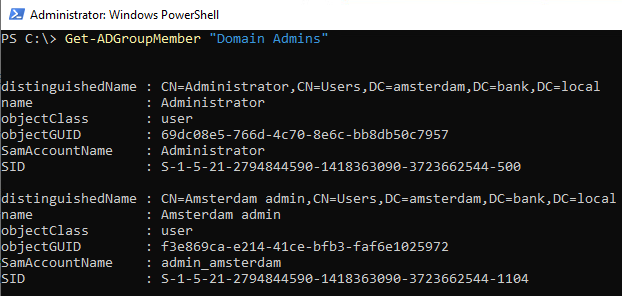 Administrator: Windows PowerShell
PS C:\> Get-ADGroupMember "Domain Admins"
distinguishedName : CN=Administrator,CN=Users,DC=amsterdam,DC=bank,DC=local
name              : Administrator
objectClass       : user
objectGUID        : 69dc08e5-766d-4c70-8e6c-bb8db50c7957
SamAccountName    : Administrator
SID               : S-1-5-21-2794844590-1418363090-3723662544-500
distinguishedName : CN=Amsterdam admin,CN=Users,DC=amsterdam,DC=bank,DC=local
name              : Amsterdam admin
objectClass       : user
objectGUID        : f3e869ca-e214-41ce-bfb3-faf6e1025972
SamAccountName    : admin_amsterdam
SID               : S-1-5-21-2794844590-1418363090-3723662544-1104